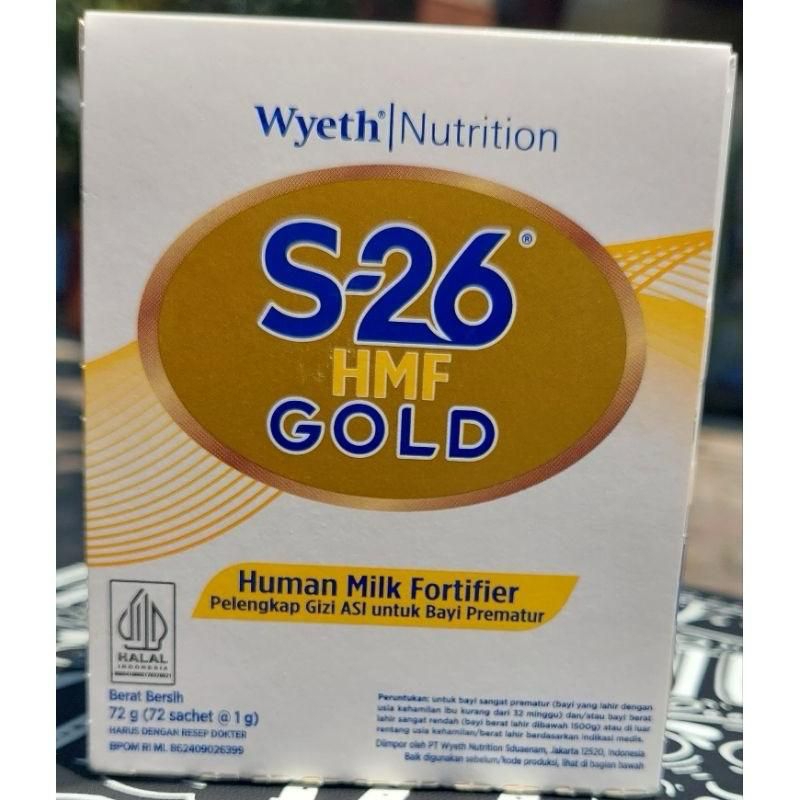 Wyeth® | Nutrition
S-26®
HMF
GOLD
Human Milk Fortifier
Pelengkap Gizi ASI untuk Bayi Prematur
HALAL
INDONESIA
Berat Bersih
72 g (72 sachet @ 1 g)
HARUS DENGAN RESEP DOKTER
BPOM RI ML 862409026399
Peruntukan: untuk bayi sangat prematur (bayi yang lahir dengan
usia kehamilan ibu kurang dari 32 minggu) dan/atau bayi berat
lahir sangat rendah (bayi berat lahir dibawah 1500g) atau di luar
rentang usia kehamilan/berat lahir berdasarkan indikasi medis.
Diimpor oleh PT Wyeth Nutrition Sduaenam, Jakarta 12520, Indonesia
Baik digunakan sebelum/kode produksi, lihat di bagian bawah